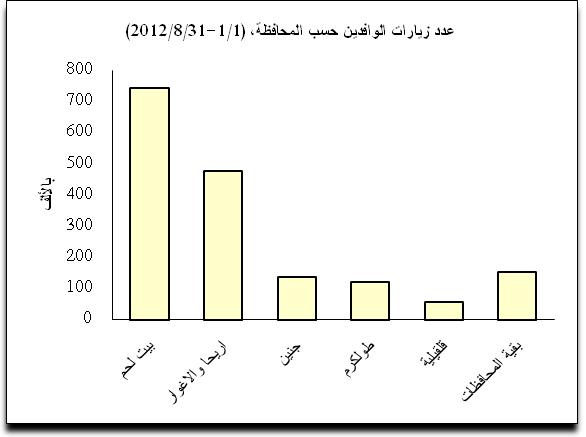 عدد زيارات الوافدين حسب المحافظة، (1/1-2012/8/31)
بالألف
800
700
600
500
400
300
200
100
0
بيت لحم
اريحا والاغوار
جنين
طولكرم
قلقيلية
بقية المحافظات